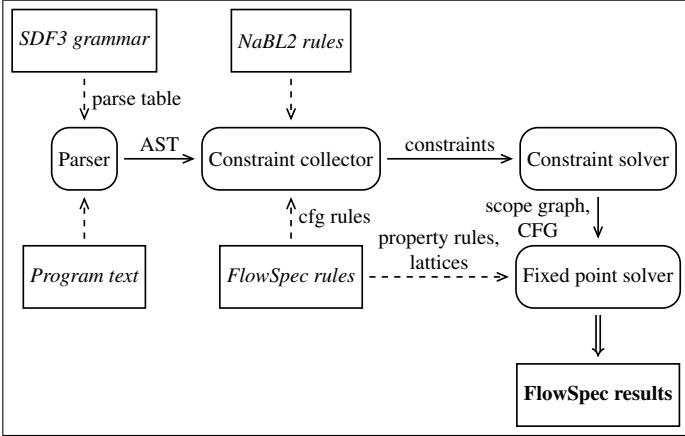 SDF3 grammar
NaBL2 rules
parse table
Parser
AST
Constraint collector
constraints
Constraint solver
cfg rules
scope graph,
CFG
property rules,
lattices
Program text
FlowSpec rules
Fixed point solver
FlowSpec results